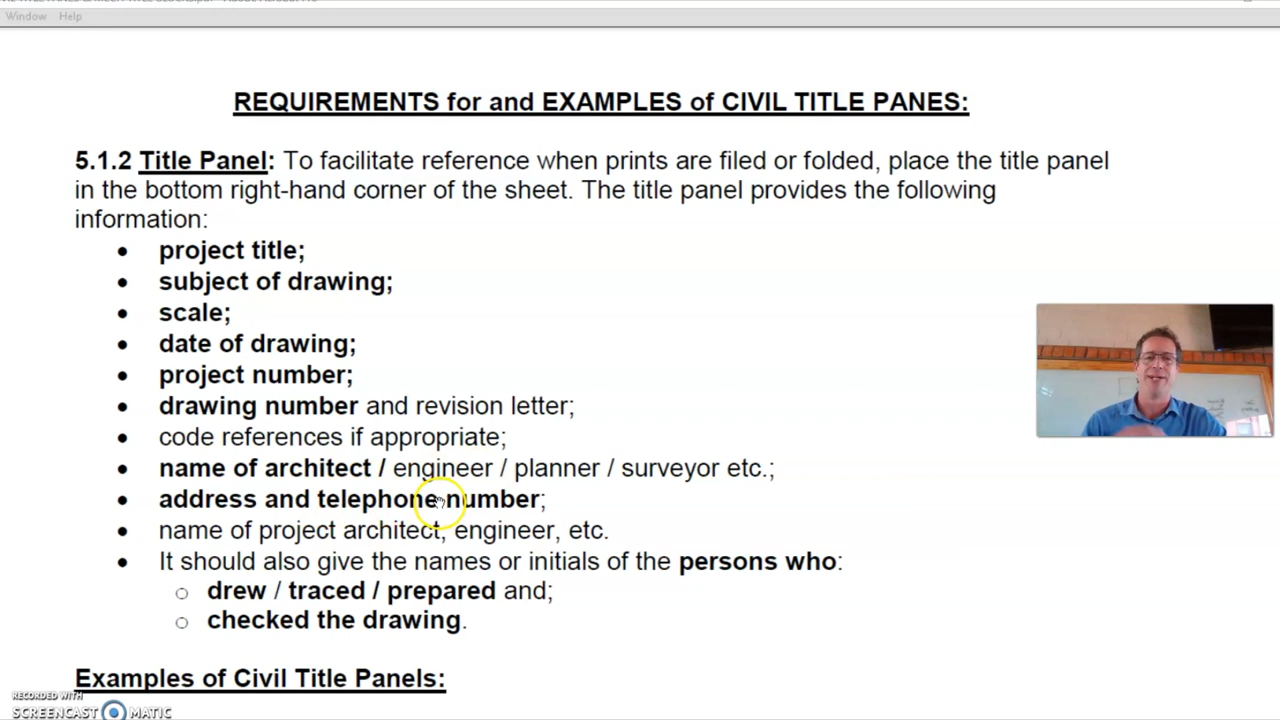 Window Help
REQUIREMENTS for and EXAMPLES of CIVIL TITLE PANES:
5.1.2 Title Panel: To facilitate reference when prints are filed or folded, place the title panel
in the bottom right-hand corner of the sheet. The title panel provides the following
information:
• project title;
• subject of drawing;
• scale;
• date of drawing;
• project number;
• drawing number and revision letter;
• code references if appropriate;
• name of architect / engineer / planner / surveyor etc.;
• address and telephone number;
• name of project architect, engineer, etc.
• It should also give the names or initials of the persons who:
○ drew / traced / prepared and;
○ checked the drawing.
Examples of Civil Title Panels:
RECORDED WITH
SCREENCAST MATIC